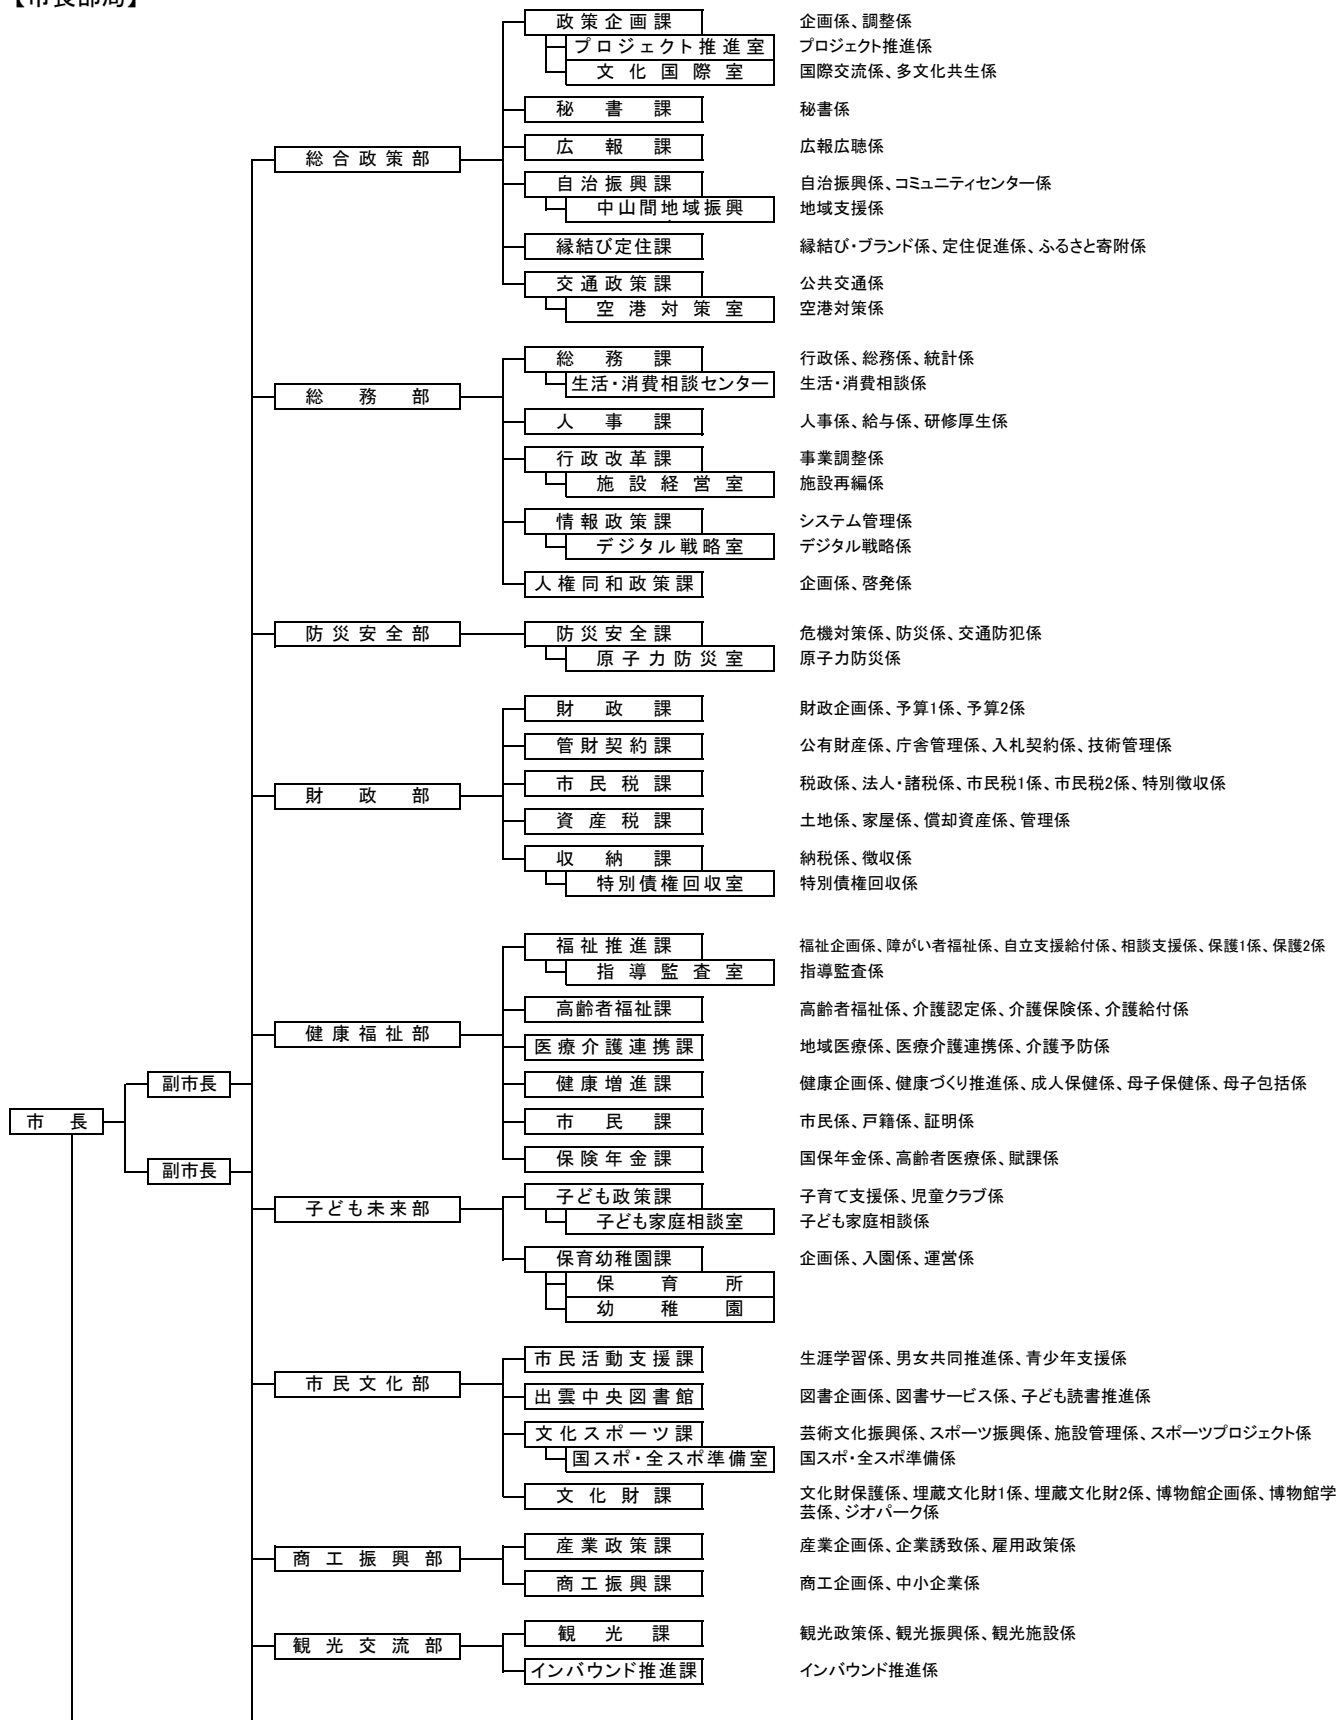 【市長部局】
政策企画課 企画係、調整係
プロジェクト推進室 プロジェクト推進係
文化国際室 国際交流係、多文化共生係
秘書課 秘書係
総合政策部
広報課 広報広聴係
自治振興課 自治振興係、コミュニティセンター係
中山間地域振興 地域支援係
縁結び定住課 縁結び・ブランド係、定住促進係、ふるさと寄附係
交通政策課 公共交通係
空港対策室 空港対策係
総務課 行政係、総務係、統計係
生活・消費相談センター 生活・消費相談係
総務部
人事課 人事係、給与係、研修厚生係
行政改革課 事業調整係
施設経営室 施設再編係
情報政策課 システム管理係
デジタル戦略室 デジタル戦略係
人権同和政策課 企画係、啓発係
防災安全部 防災安全課 危機対策係、防災係、交通防犯係
原子力防災室 原子力防災係
財政課 財政企画係、予算1係、予算2係
管財契約課 公有財産係、庁舎管理係、入札契約係、技術管理係
財政部
市民税課 税政係、法人・諸税係、市民税1係、市民税2係、特別徴収係
資産税課 土地係、家屋係、償却資産係、管理係
収納課 納税係、徴収係
特別債権回収室 特別債権回収係
福祉推進課 福祉企画係、障がい者福祉係、自立支援給付係、相談支援係、保護1係、保護2係
指導監査室 指導監査係
高齢者福祉課 高齢者福祉係、介護認定係、介護保険係、介護給付係
健康福祉部
医療介護連携課 地域医療係、医療介護連携係、介護予防係
副市長
健康増進課 健康企画係、健康づくり推進係、成人保健係、母子保健係、母子包括係
市長
市民課 市民係、戸籍係、証明係
副市長
保険年金課 国保年金係、高齢者医療係、賦課係
子ども未来部
子ども政策課 子育て支援係、児童クラブ係
子ども家庭相談室 子ども家庭相談係
保育幼稚園課 企画係、入園係、運営係
保育所
幼稚園
市民活動支援課 生涯学習係、男女共同推進係、青少年支援係
市民文化部
出雲中央図書館 図書企画係、図書サービス係、子ども読書推進係
文化スポーツ課 芸術文化振興係、スポーツ振興係、施設管理係、スポーツプロジェクト係
国スポ・全スポ準備室 国スポ・全スポ準備係
文化財課 文化財保護係、埋蔵文化財1係、埋蔵文化財2係、博物館企画係、博物館学
芸係、ジオパーク係
産業政策課 産業企画係、企業誘致係、雇用政策係
商工振興部
商工振興課 商工企画係、中小企業係
観光課 観光政策係、観光振興係、観光施設係
観光交流部
インバウンド推進課 インバウンド推進係